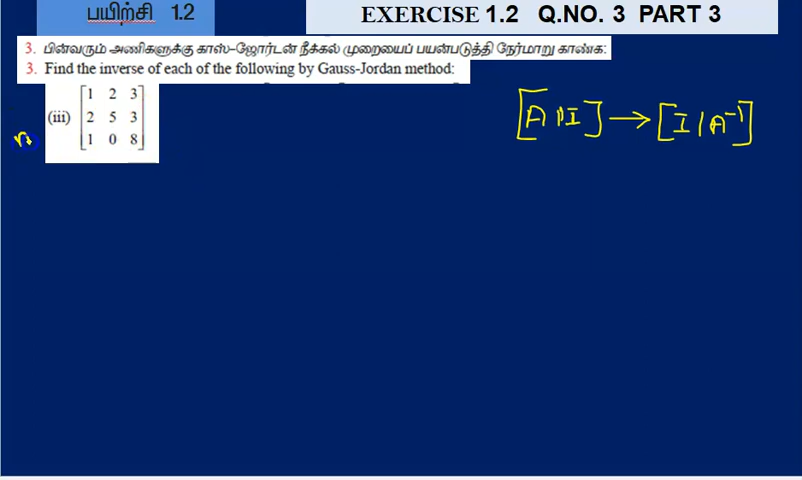 பயிற்சி 1.2 EXERCISE 1.2 Q.NO. 3 PART 3
3. பின்வரும் அணிகளுக்கு காஸ்-ஜோர்டன் நீக்கல் முறையைப் பயன்படுத்தி நேர்மாறு காண்க:
3. Find the inverse of each of the following by Gauss-Jordan method:
1 2 3
(iii) 2 5 3
1 0 8
[A | I] → [I | A⁻¹]